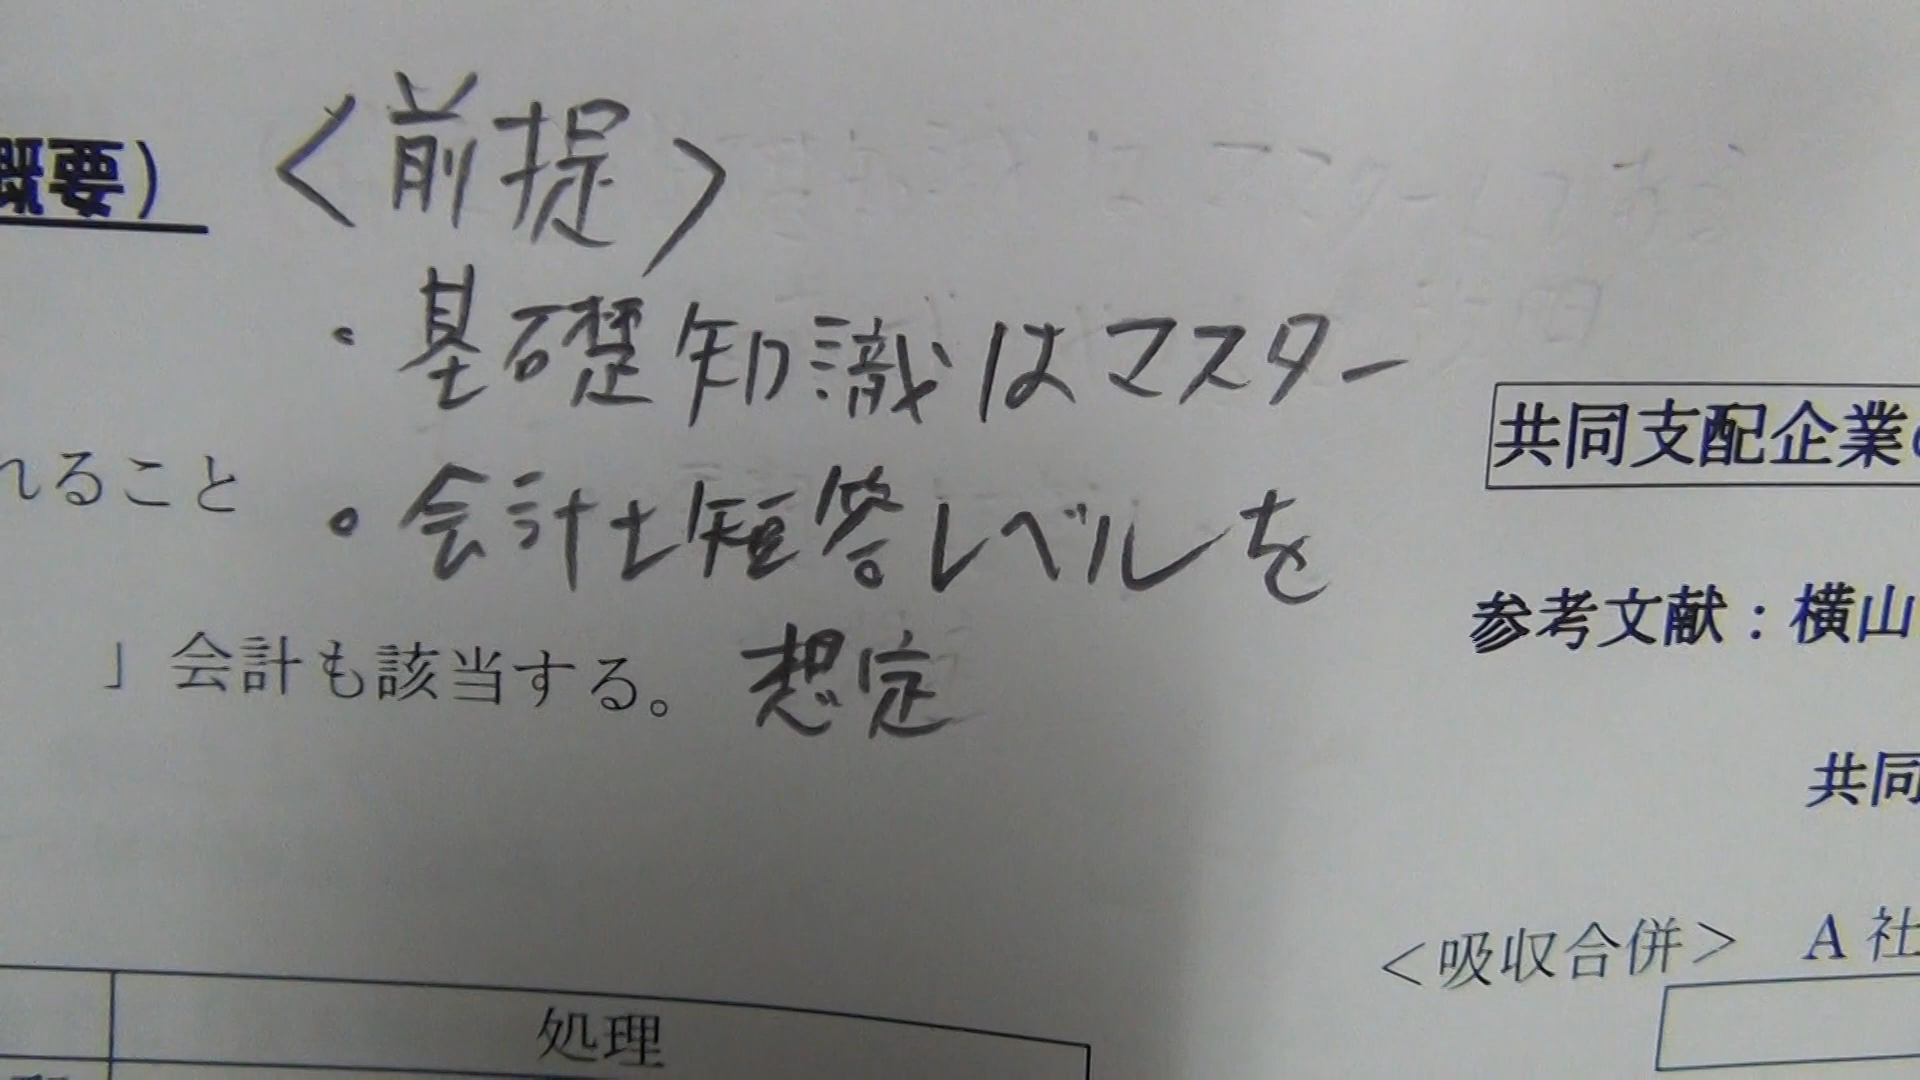 概要)
<前提>
・基礎知識はマスター
れること
・会計士短答レベルを
」会計も該当する。
想定
処理
共同支配企業
参考文献：横山
共同
＜吸収合併＞ A 社